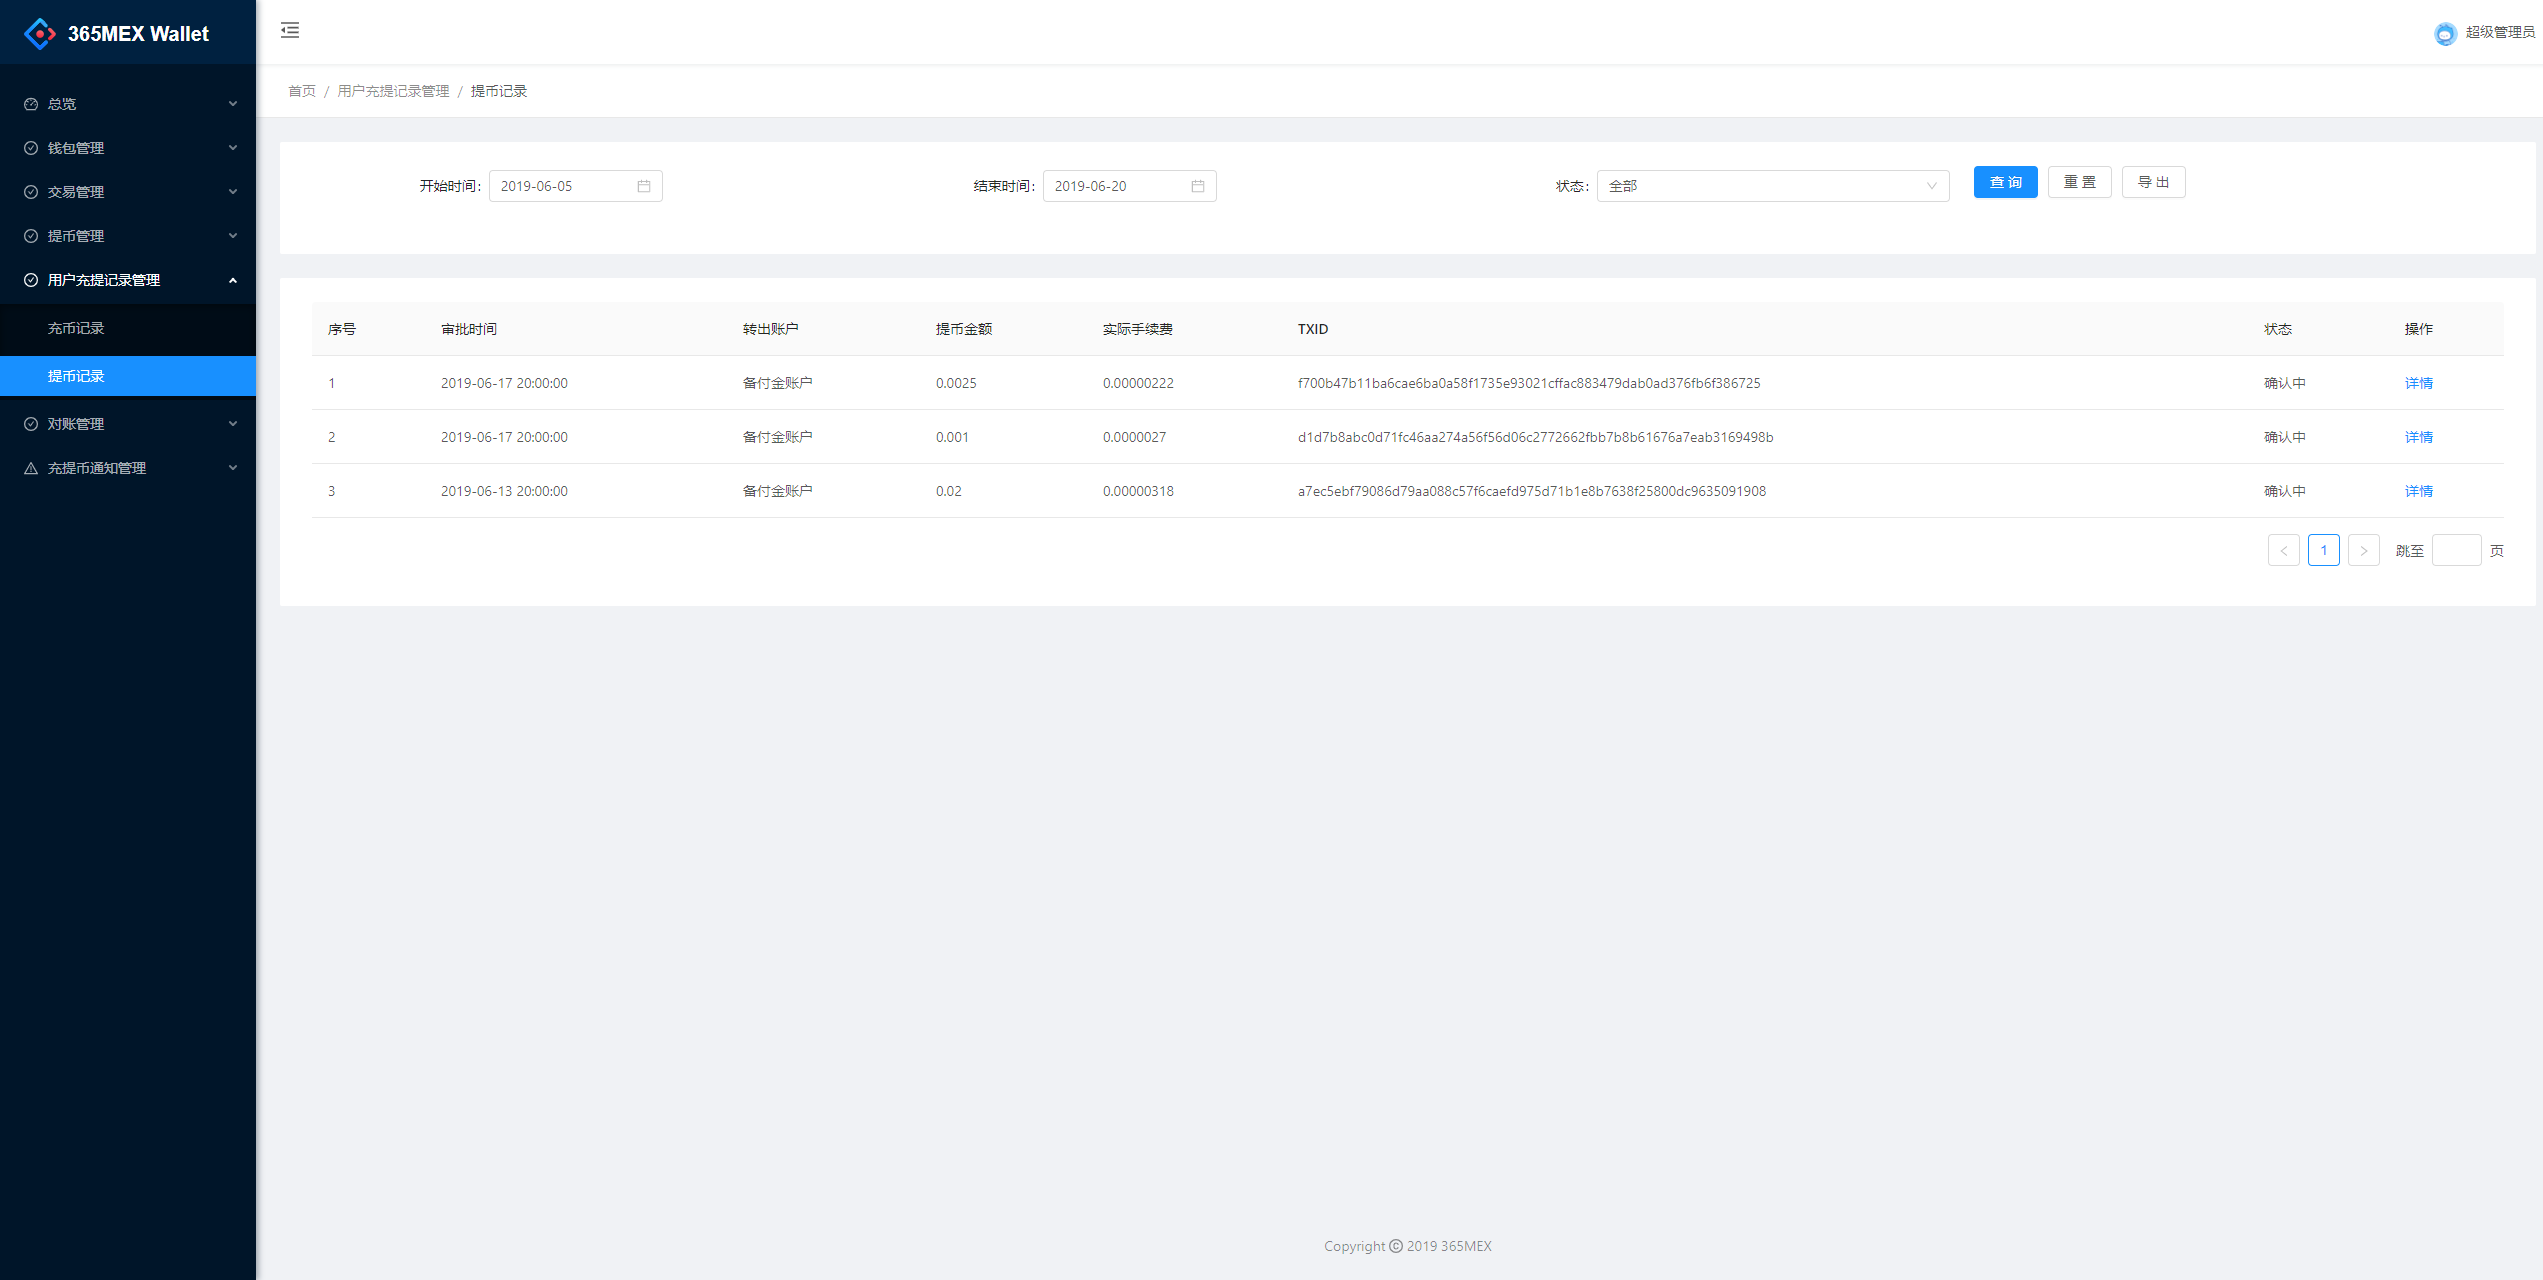 365MEX Wallet
超级管理员
总览
钱包管理
交易管理
提币管理
用户充提记录管理
充币记录
提币记录
对账管理
充提币通知管理
首页 / 用户充提记录管理 / 提币记录
开始时间: 2019-06-05 结束时间: 2019-06-20 状态: 全部 查询 重置 导出
序号 审批时间 转出账户 提币金额 实际手续费 TXID 状态 操作
1 2019-06-17 20:00:00 备付金账户 0.0025 0.00000222 f700b47b11ba6cae6ba0a58f1735e93021cffac883479dab0ad376fb6f386725 确认中 详情
2 2019-06-17 20:00:00 备付金账户 0.001 0.0000027 d1d7b8abc0d71fc46aa274a56f56d06c2772662fbb7b8b61676a7eab3169498b 确认中 详情
3 2019-06-13 20:00:00 备付金账户 0.02 0.00000318 a7ec5ebf79086d79aa088c57f6caefd975d71b1e8b7638f25800dc9635091908 确认中 详情
< 1 > 跳至 页
Copyright © 2019 365MEX